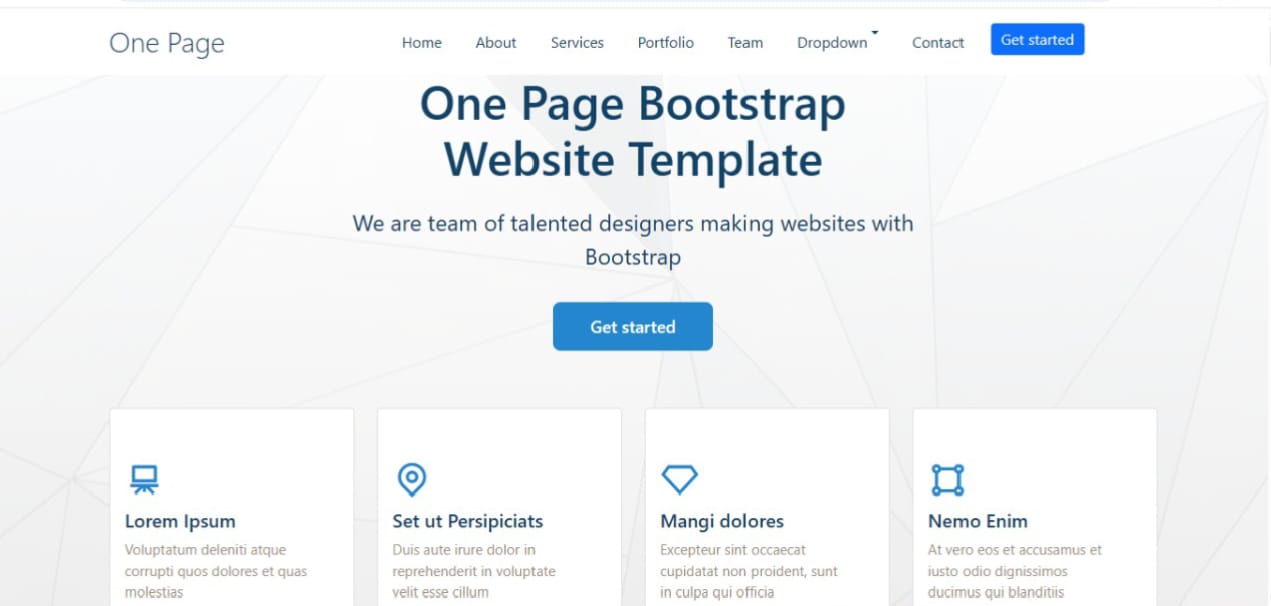 One Page
Home About Services Portfolio Team Dropdown Contact Get started
One Page Bootstrap
Website Template
We are team of talented designers making websites with
Bootstrap
Get started
Lorem Ipsum
Voluptatum deleniti atque
corrupti quos dolores et quas
molestias
Set ut Persipiciats
Duis aute irure dolor in
reprehenderit in voluptate
velit esse cillum
Mangi dolores
Excepteur sint occaecat
cupidatat non proident, sunt
in culpa qui officia
Nemo Enim
At vero eos et accusamus et
iusto odio dignissimos
ducimus qui blanditiis